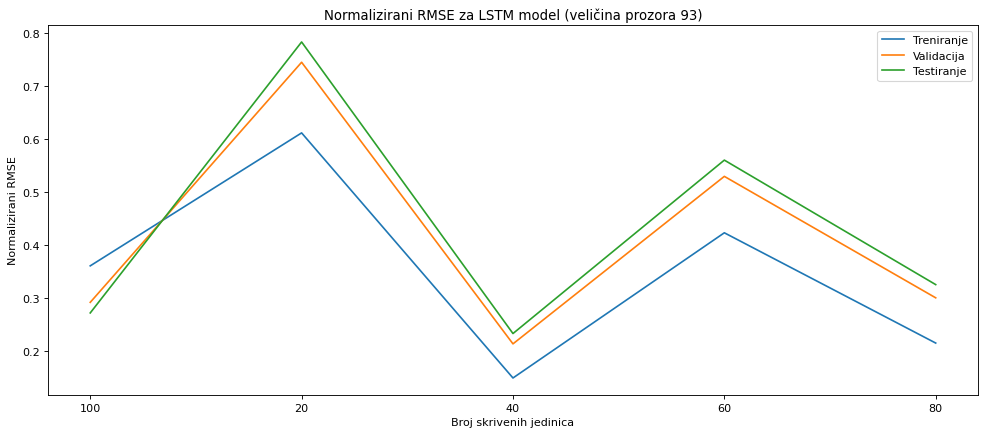 Normalizirani RMSE za LSTM model (veličina prozora 93)
Treniranje
Validacija
Testiranje
Normalizirani RMSE
0.8
0.7
0.6
0.5
0.4
0.3
0.2
100 20 40 60 80
Broj skrivenih jedinica